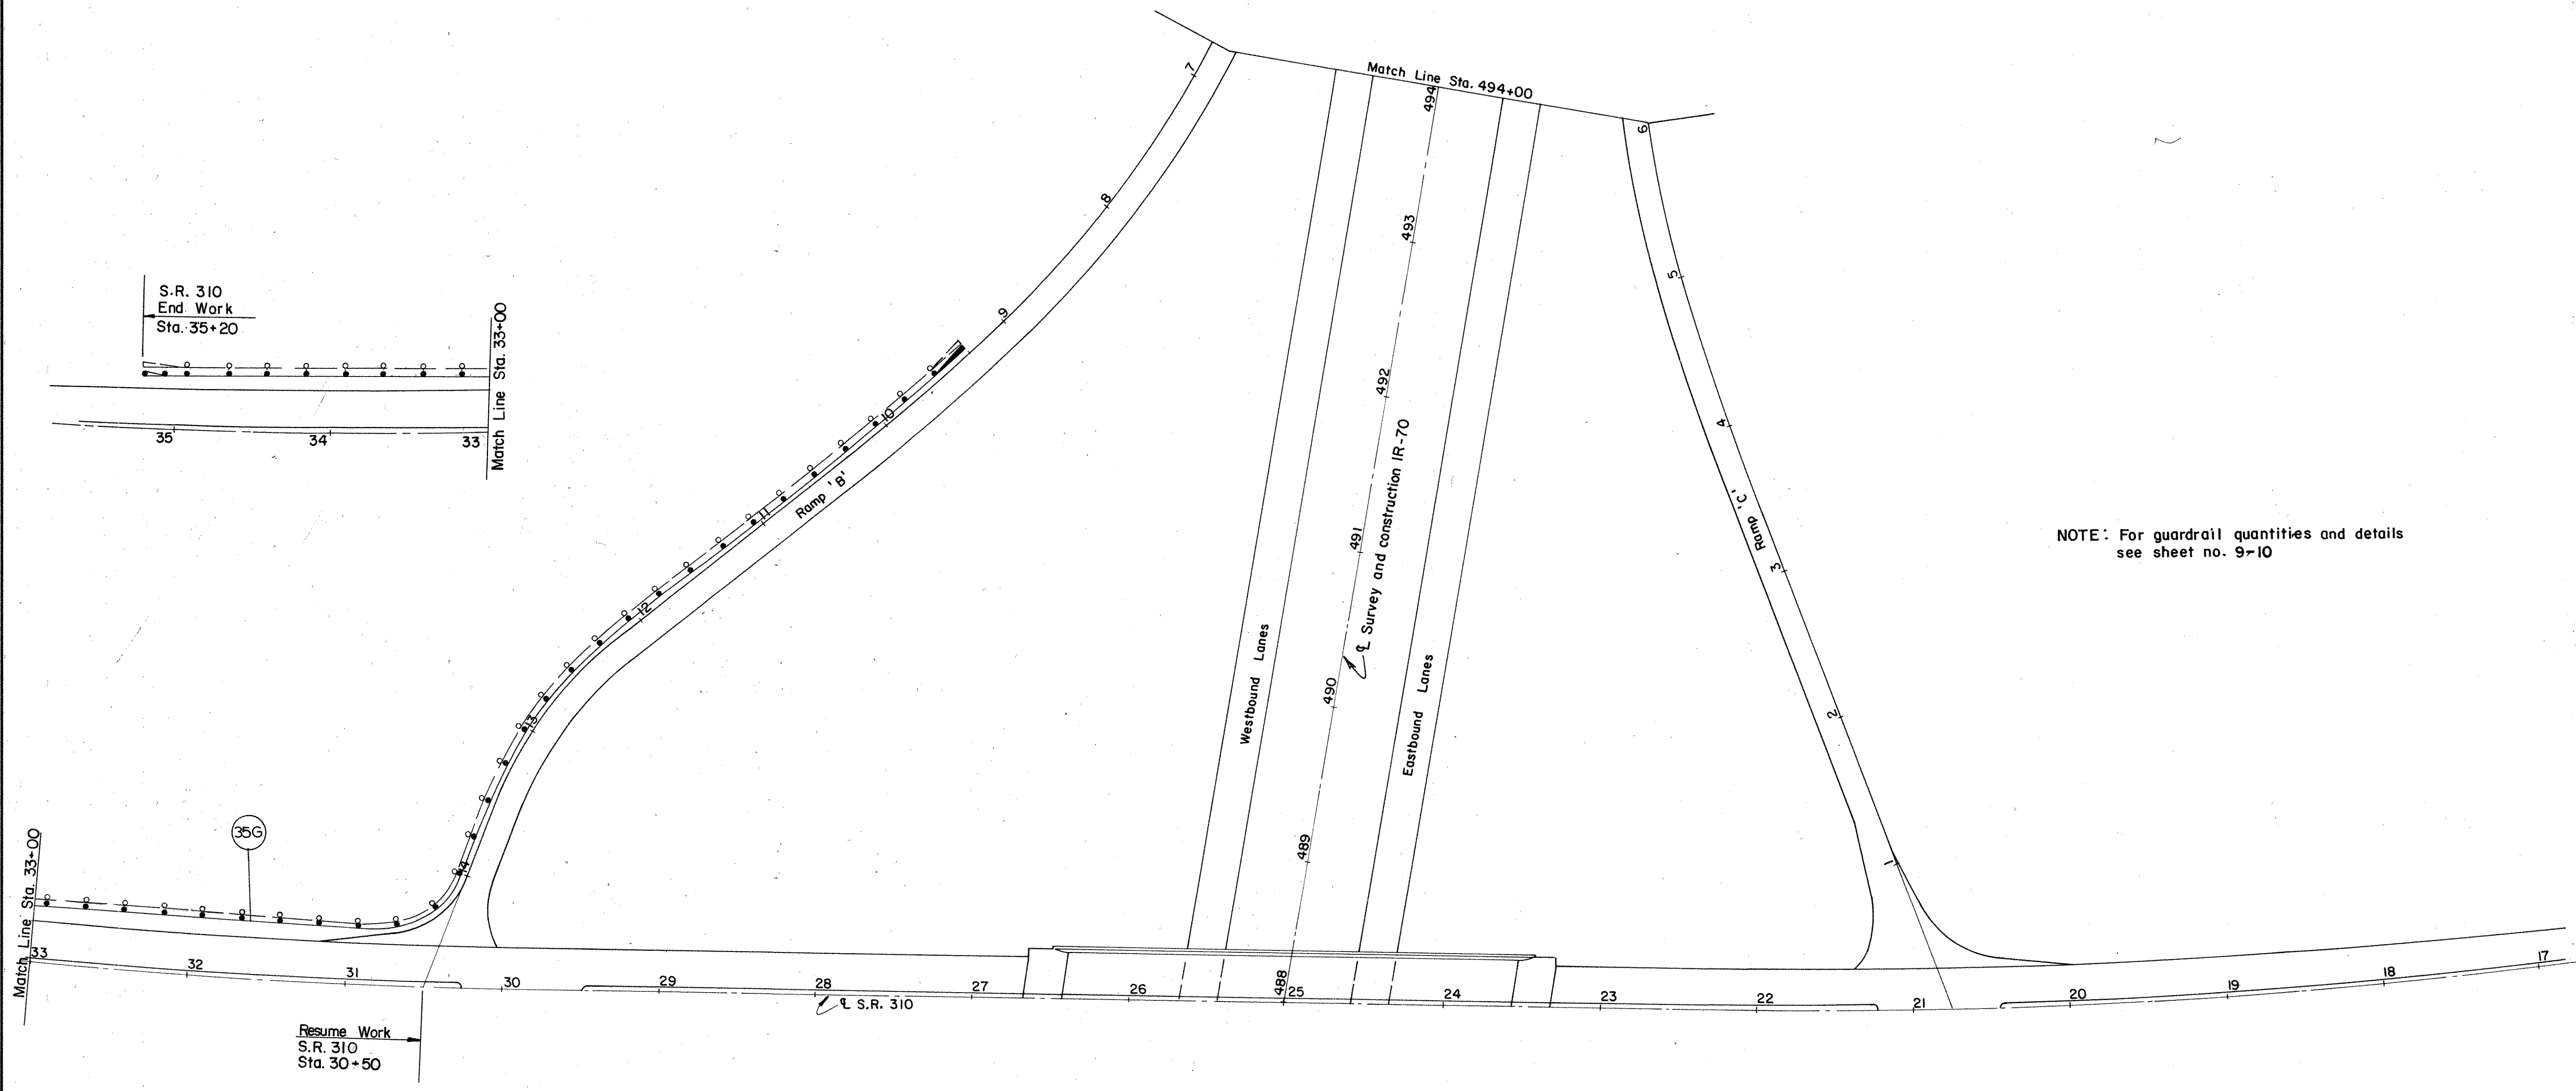 Match Line Sta. 494+00
7
8
9
10
11
Ramp 'B'
12
13
14
494
493
492
491
490
489
488
℄ Survey and construction IR-70
Westbound Lanes
Eastbound Lanes
6
5
4
Ramp 'C'
3
2
1
S.R. 310
End Work
Sta. 35+20
Match Line Sta. 33+00
35
34
33
NOTE: For guardrail quantities and details
see sheet no. 9-10
35G
Match Line Sta. 33+00
33
32
31
30
29
28
27
26
25
24
23
22
21
20
19
18
17
℄ S.R. 310
Resume Work
S.R. 310
Sta. 30+50